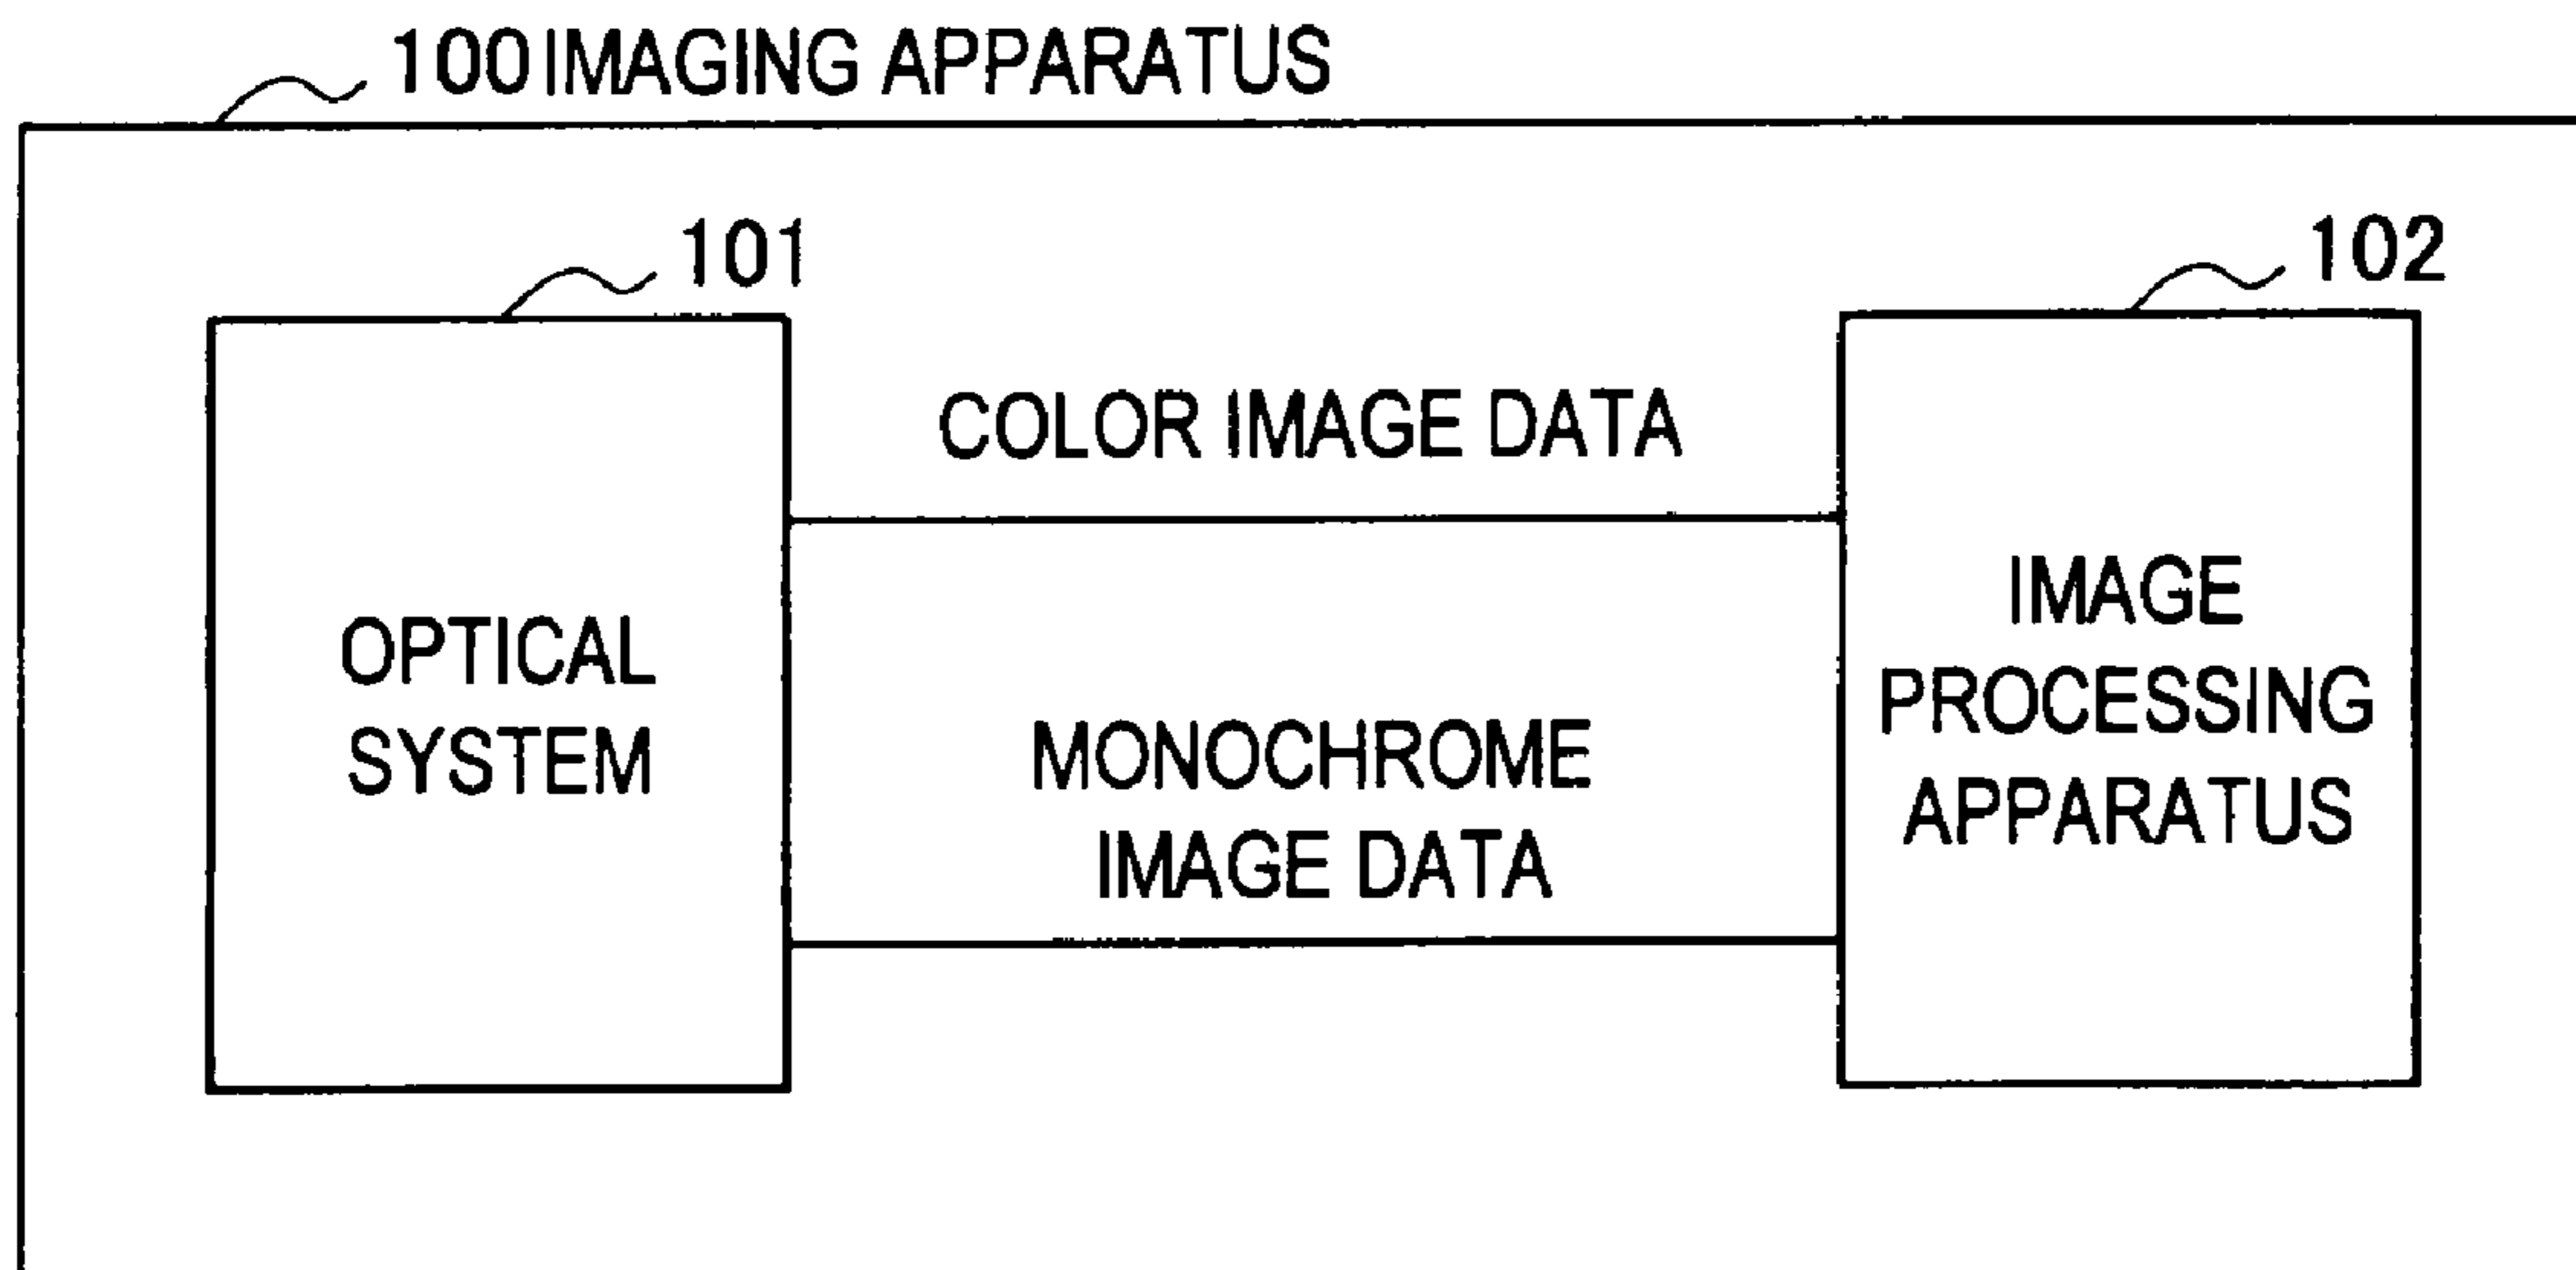 100 IMAGING APPARATUS
101
102
COLOR IMAGE DATA
OPTICAL
SYSTEM
MONOCHROME
IMAGE DATA
IMAGE
PROCESSING
APPARATUS